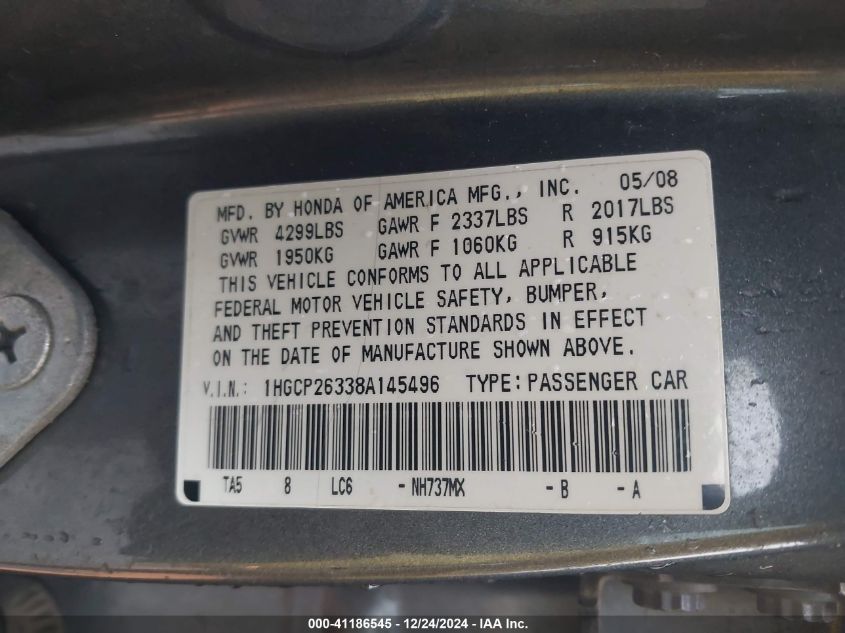 MFD. BY HONDA OF AMERICA MFG., INC. 05/08
GVWR 4299LBS GAWR F 2337LBS R 2017LBS
GVWR 1950KG GAWR F 1060KG R 915KG
THIS VEHICLE CONFORMS TO ALL APPLICABLE
FEDERAL MOTOR VEHICLE SAFETY, BUMPER,
AND THEFT PREVENTION STANDARDS IN EFFECT
ON THE DATE OF MANUFACTURE SHOWN ABOVE.
V.I.N.: 1HGCP26338A145496 TYPE:PASSENGER CAR
TA5 8 LC6 -NH737MX -B -A
000-41186545 - 12/24/2024 - IAA Inc.